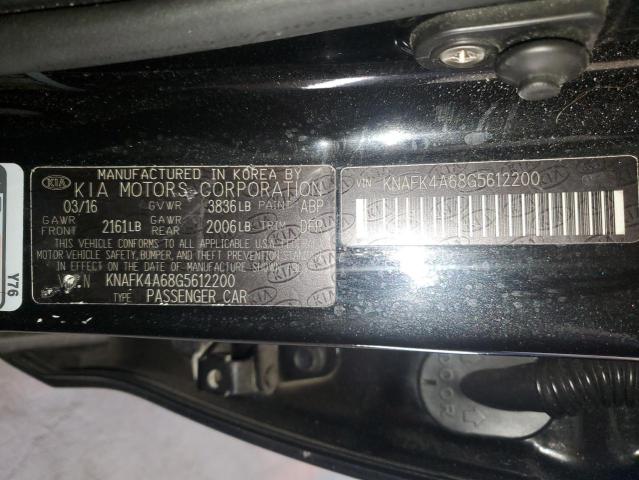 KIA
MANUFACTURED IN KOREA BY
KIA MOTORS CORPORATION
03/16 GVWR 3836LB PAINT ABP
GAWR FRONT 2161LB GAWR REAR 2006LB TRIM DFR
THIS VEHICLE CONFORMS TO ALL APPLICABLE FEDERAL
MOTOR VEHICLE SAFETY, BUMPER, AND THEFT PREVENTION STANDARDS
IN EFFECT ON THE DATE OF MANUFACTURE SHOWN
KNAFK4A68G5612200
TYPE PASSENGER CAR
VIN KNAFK4A68G5612200
Y76
DOOR